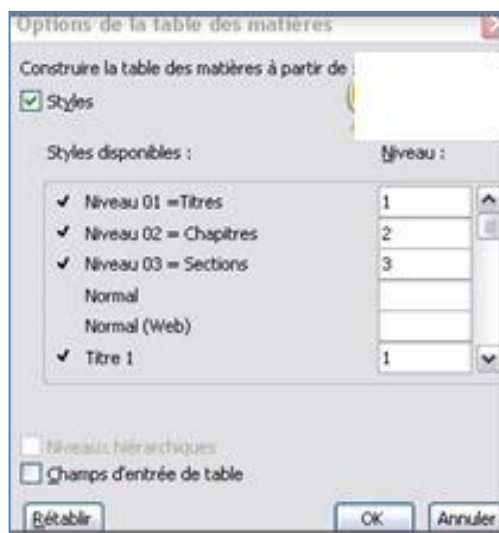 Options de la table des matières
Construire la table des matières à partir de :
Styles
Styles disponibles : Niveau :
Niveau 01 =Titres 1
Niveau 02 = Chapitres 2
Niveau 03 = Sections 3
Normal
Normal (Web)
Titre 1 1
Niveaux hiérarchiques
Champs d'entrée de table
Rétablir OK Annuler